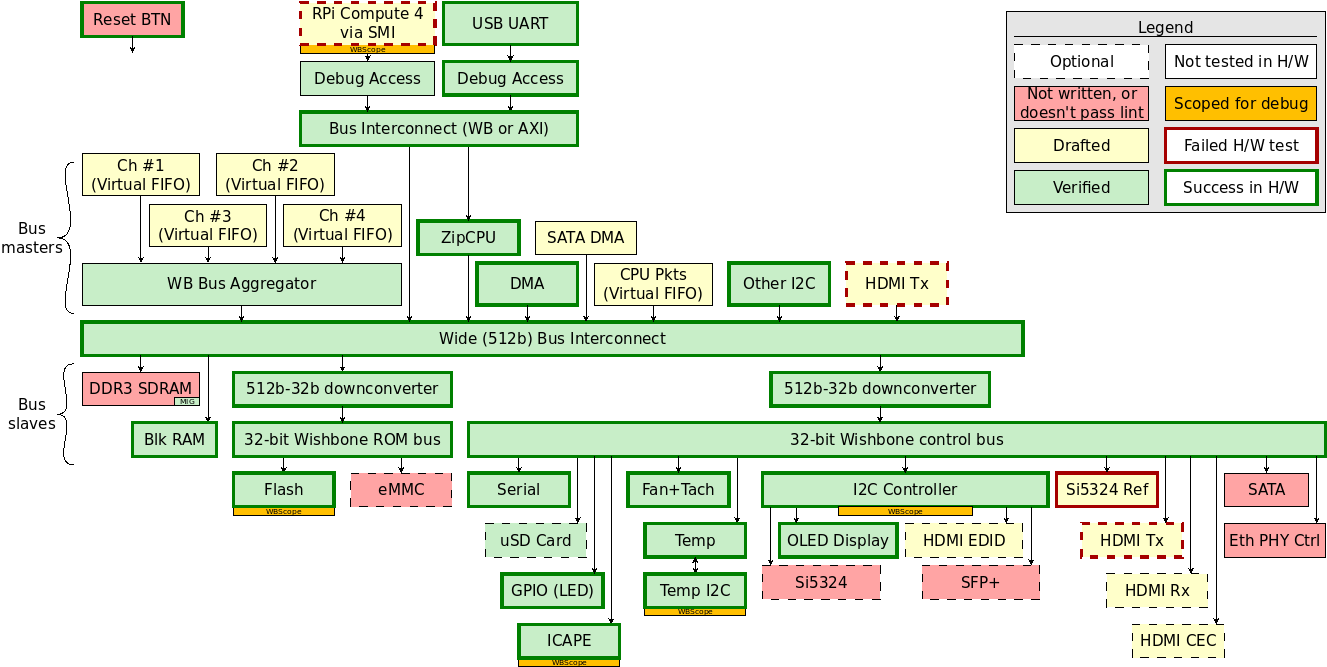 Reset BTN
RPi Compute 4
via SMI
WBScope
USB UART
Debug Access
Debug Access
Bus Interconnect (WB or AXI)
Legend
Optional
Not tested in H/W
Not written, or
doesn't pass lint
Scoped for debug
Drafted
Failed H/W test
Verified
Success in H/W
Bus
masters
Ch #1
(Virtual FIFO)
Ch #2
(Virtual FIFO)
Ch #3
(Virtual FIFO)
Ch #4
(Virtual FIFO)
ZipCPU
SATA DMA
WB Bus Aggregator
DMA
CPU Pkts
(Virtual FIFO)
Other I2C
HDMI Tx
Wide (512b) Bus Interconnect
Bus
slaves
DDR3 SDRAM
MIG
512b-32b downconverter
512b-32b downconverter
Blk RAM
32-bit Wishbone ROM bus
32-bit Wishbone control bus
Flash
WBScope
eMMC
Serial
Fan+Tach
I2C Controller
WBScope
Si5324 Ref
SATA
uSD Card
Temp
OLED Display
HDMI EDID
HDMI Tx
Eth PHY Ctrl
GPIO (LED)
Temp I2C
WBScope
Si5324
SFP+
HDMI Rx
ICAPE
WBScope
HDMI CEC